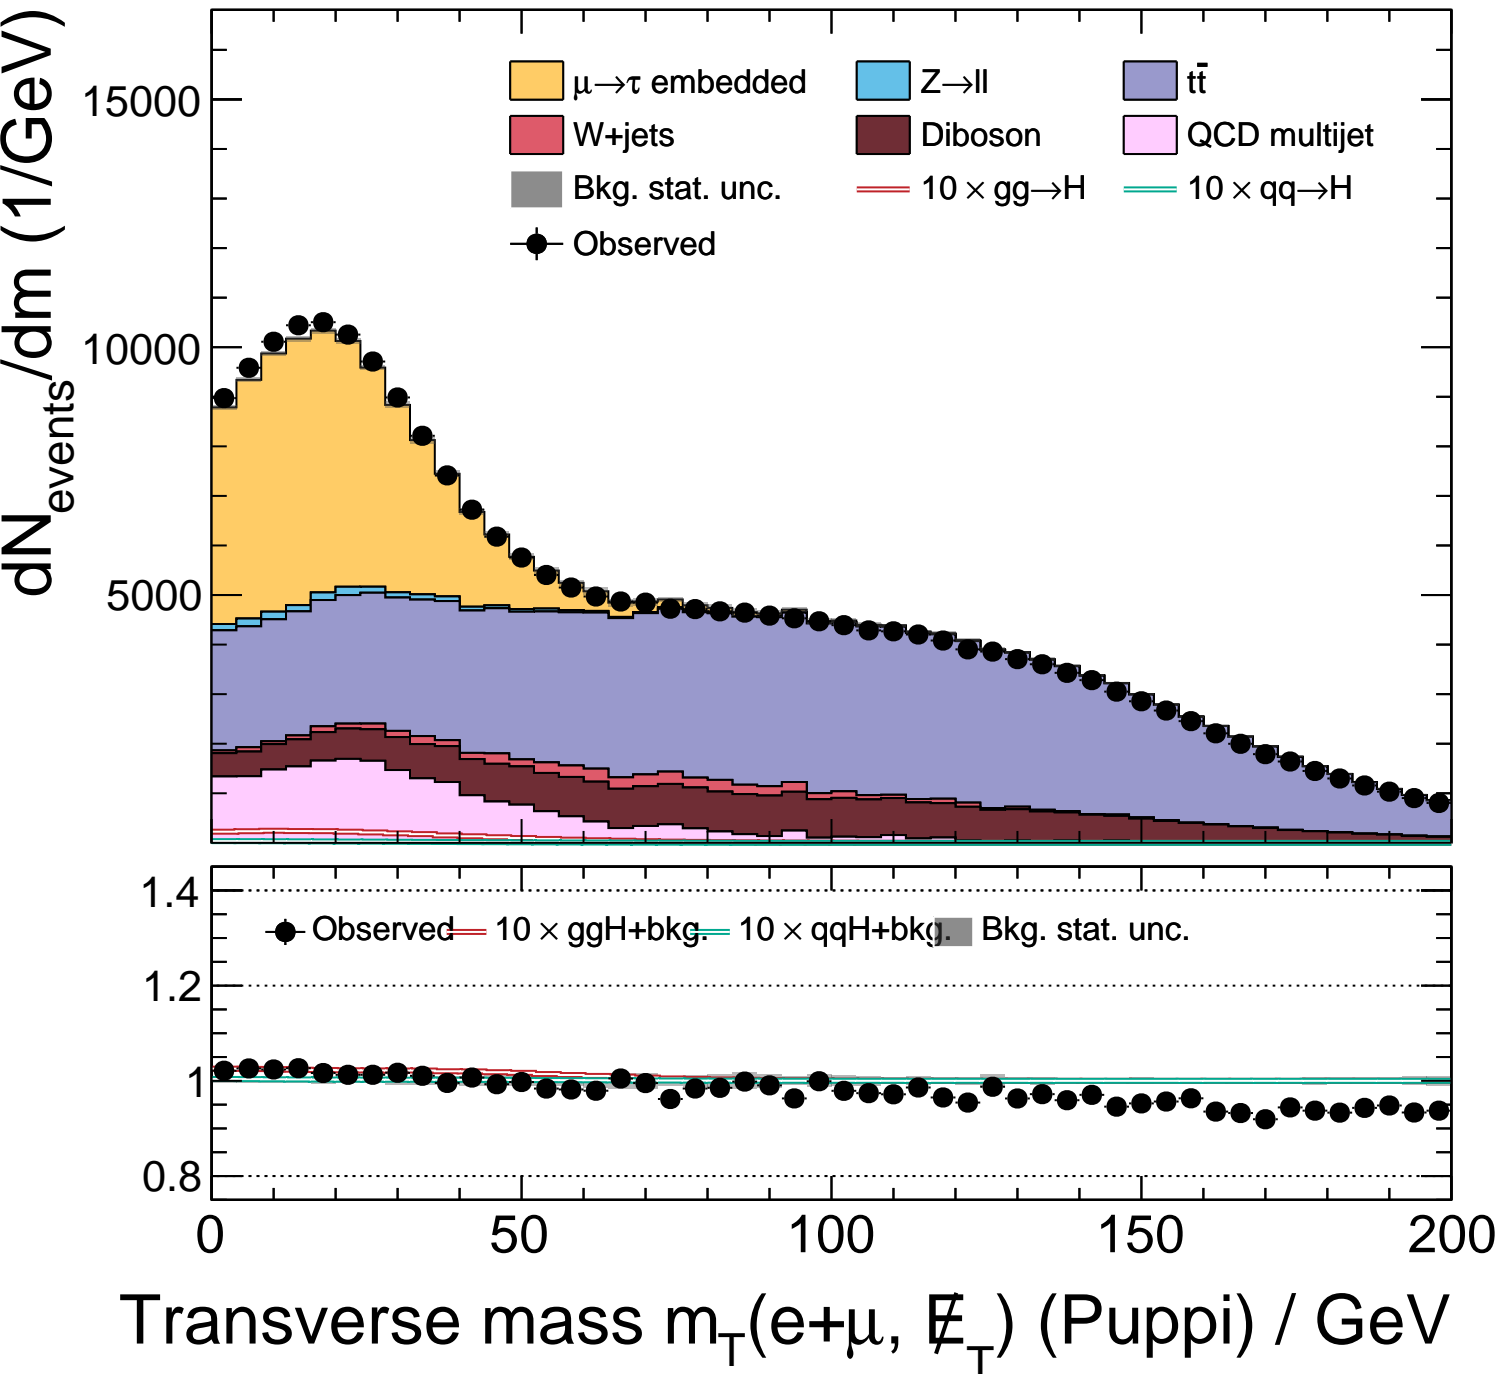 dN_events/dm (1/GeV)
15000
10000
5000
μ→τ embedded Z→ll tt̄
W+jets Diboson QCD multijet
Bkg. stat. unc. 10 × gg→H 10 × qq→H
Observed
1.4
1.2
1
0.8
Observed 10 × ggH+bkg. 10 × qqH+bkg. Bkg. stat. unc.
0 50 100 150 200
Transverse mass m_T(e+μ, E̸_T) (Puppi) / GeV